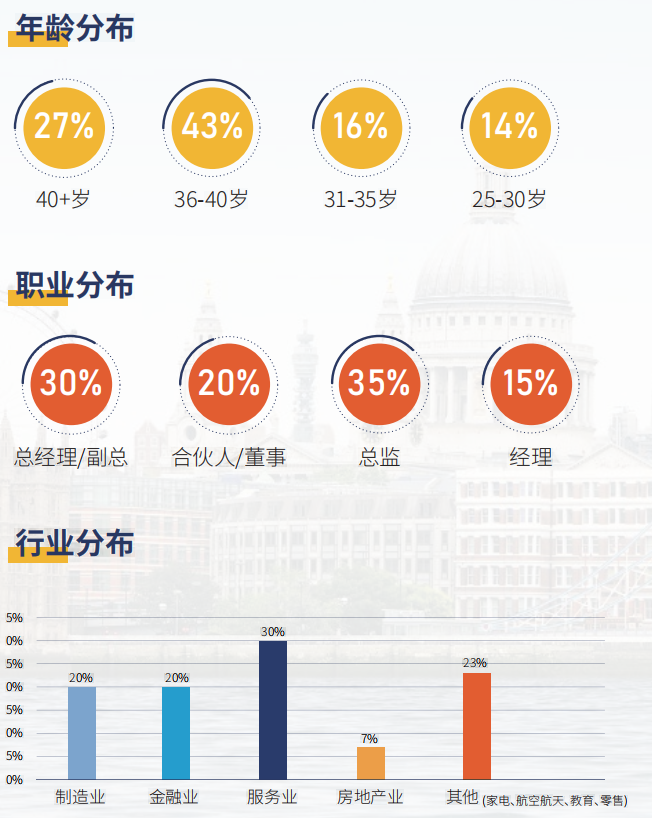 年龄分布
27% 43% 16% 14%
40+岁 36-40岁 31-35岁 25-30岁
职业分布
30% 20% 35% 15%
总经理/副总 合伙人/董事 总监 经理
行业分布
5%
0%
5%
0%
5%
0%
5%
0%
20% 20% 30% 7% 23%
制造业 金融业 服务业 房地产业 其他 (家电、航空航天、教育、零售)